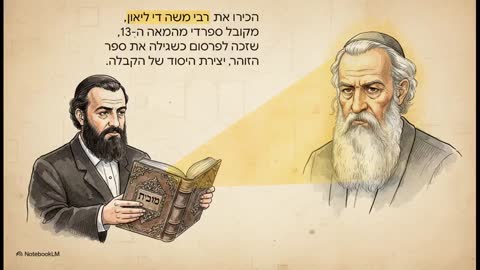 הכירו את רבי משה די ליאון,
מקובל ספרדי מהמאה ה-13,
שזכה לפרסום כשגילה את ספר
הזוהר, יצירת היסוד של הקבלה.
NotebookLM